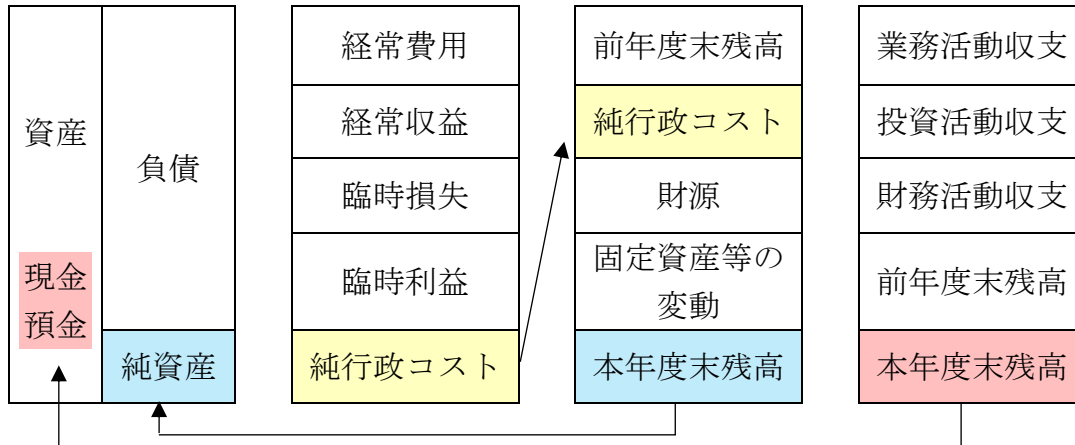 資産
現金
預金
負債
純資産
経常費用
経常収益
臨時損失
臨時利益
純行政コスト
前年度末残高
純行政コスト
財源
固定資産等の
変動
本年度末残高
業務活動収支
投資活動収支
財務活動収支
前年度末残高
本年度末残高